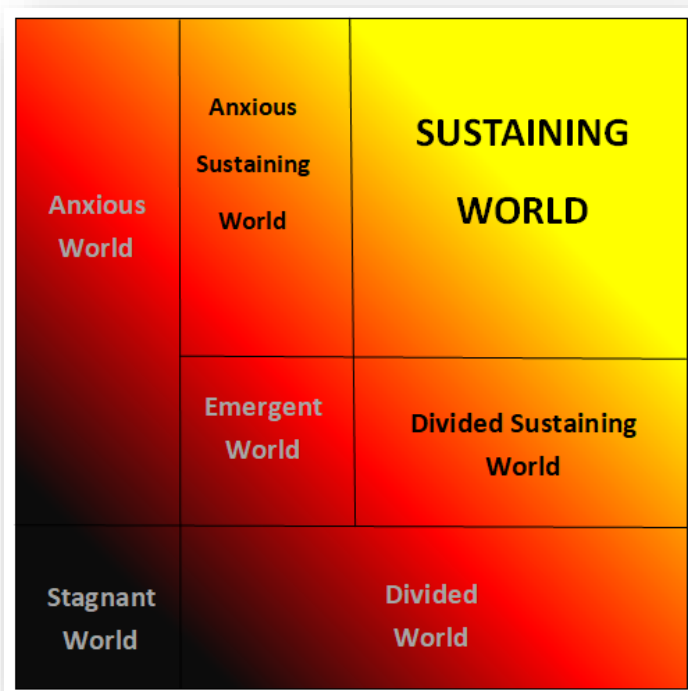 Anxious
Sustaining
World
SUSTAINING
WORLD
Anxious
World
Emergent
World
Divided Sustaining
World
Stagnant
World
Divided
World